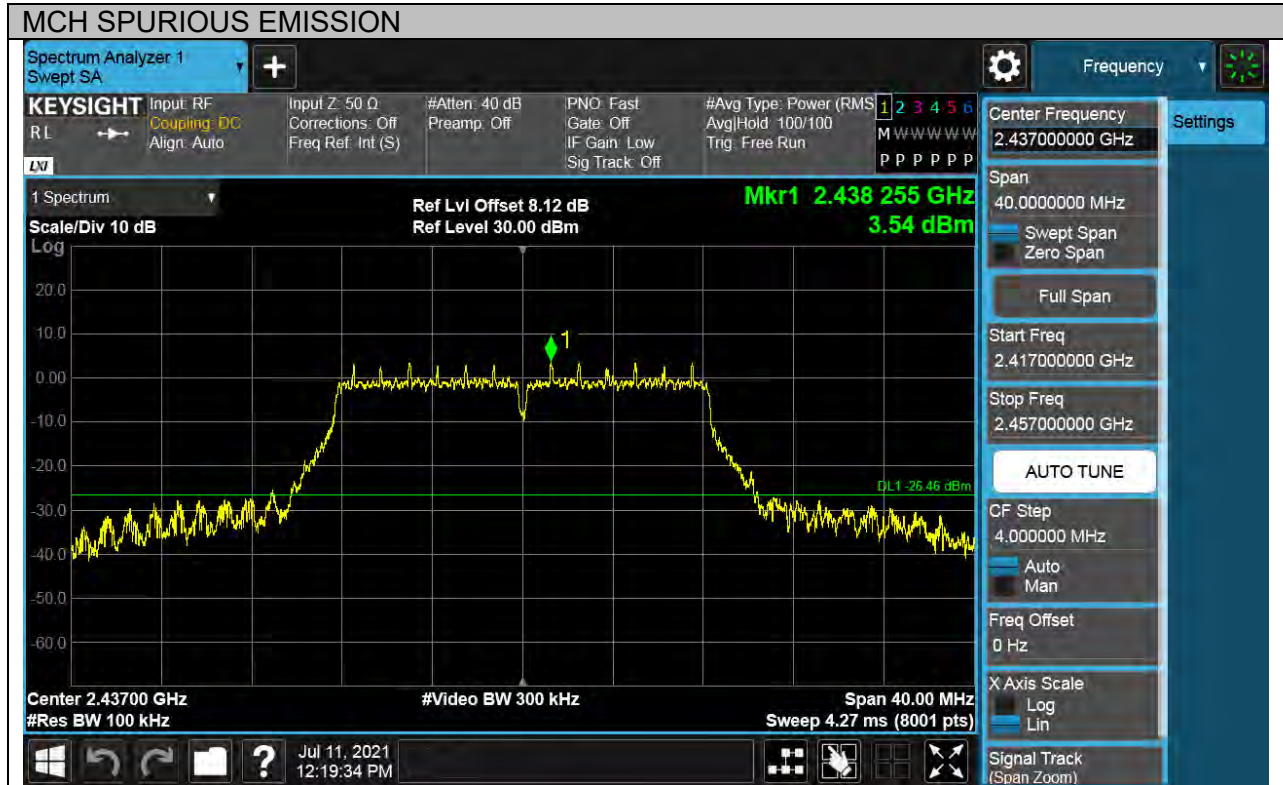 MCH SPURIOUS EMISSION
Spectrum Analyzer 1
Swept SA
+
Frequency
KEYSIGHT
RL
LXI
Input: RF
Coupling: DC
Align: Auto
Input Z: 50 Ω
Corrections: Off
Freq Ref: Int (S)
#Atten: 40 dB
Preamp: Off
PNO: Fast
Gate: Off
IF Gain: Low
Sig Track: Off
#Avg Type: Power (RMS
Avg|Hold: 100/100
Trig: Free Run
1 2 3 4 5 6
M W W W W W
P P P P P P
Center Frequency
2.437000000 GHz
Settings
Span
40.0000000 MHz
Swept Span
Zero Span
Full Span
Start Freq
2.417000000 GHz
Stop Freq
2.457000000 GHz
AUTO TUNE
CF Step
4.000000 MHz
Auto
Man
Freq Offset
0 Hz
X Axis Scale
Log
Lin
Signal Track
(Span Zoom)
1 Spectrum
Scale/Div 10 dB
Ref Lvl Offset 8.12 dB
Ref Level 30.00 dBm
Mkr1 2.438 255 GHz
3.54 dBm
Log
20.0
10.0
0.00
-10.0
-20.0
-30.0
-40.0
-50.0
-60.0
1
DL1 -26.46 dBm
Center 2.43700 GHz
#Res BW 100 kHz
#Video BW 300 kHz
Span 40.00 MHz
Sweep 4.27 ms (8001 pts)
?
Jul 11, 2021
12:19:34 PM